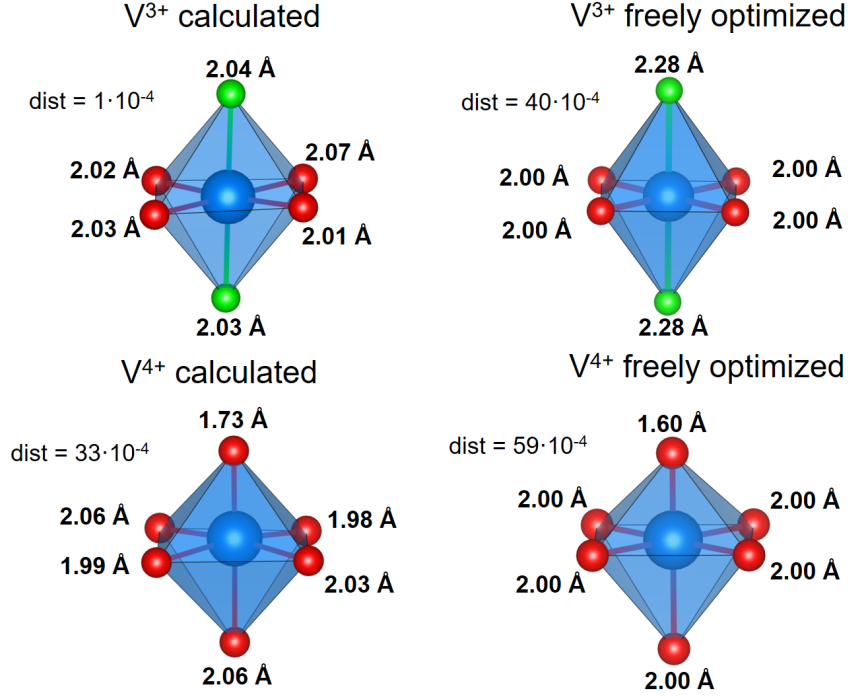 V³⁺ calculated
2.04 Å
dist = 1·10⁻⁴
2.02 Å
2.07 Å
2.03 Å
2.01 Å
2.03 Å
V³⁺ freely optimized
2.28 Å
dist = 40·10⁻⁴
2.00 Å
2.00 Å
2.00 Å
2.00 Å
2.28 Å
V⁴⁺ calculated
1.73 Å
dist = 33·10⁻⁴
2.06 Å
1.98 Å
1.99 Å
2.03 Å
2.06 Å
V⁴⁺ freely optimized
1.60 Å
dist = 59·10⁻⁴
2.00 Å
2.00 Å
2.00 Å
2.00 Å
2.00 Å